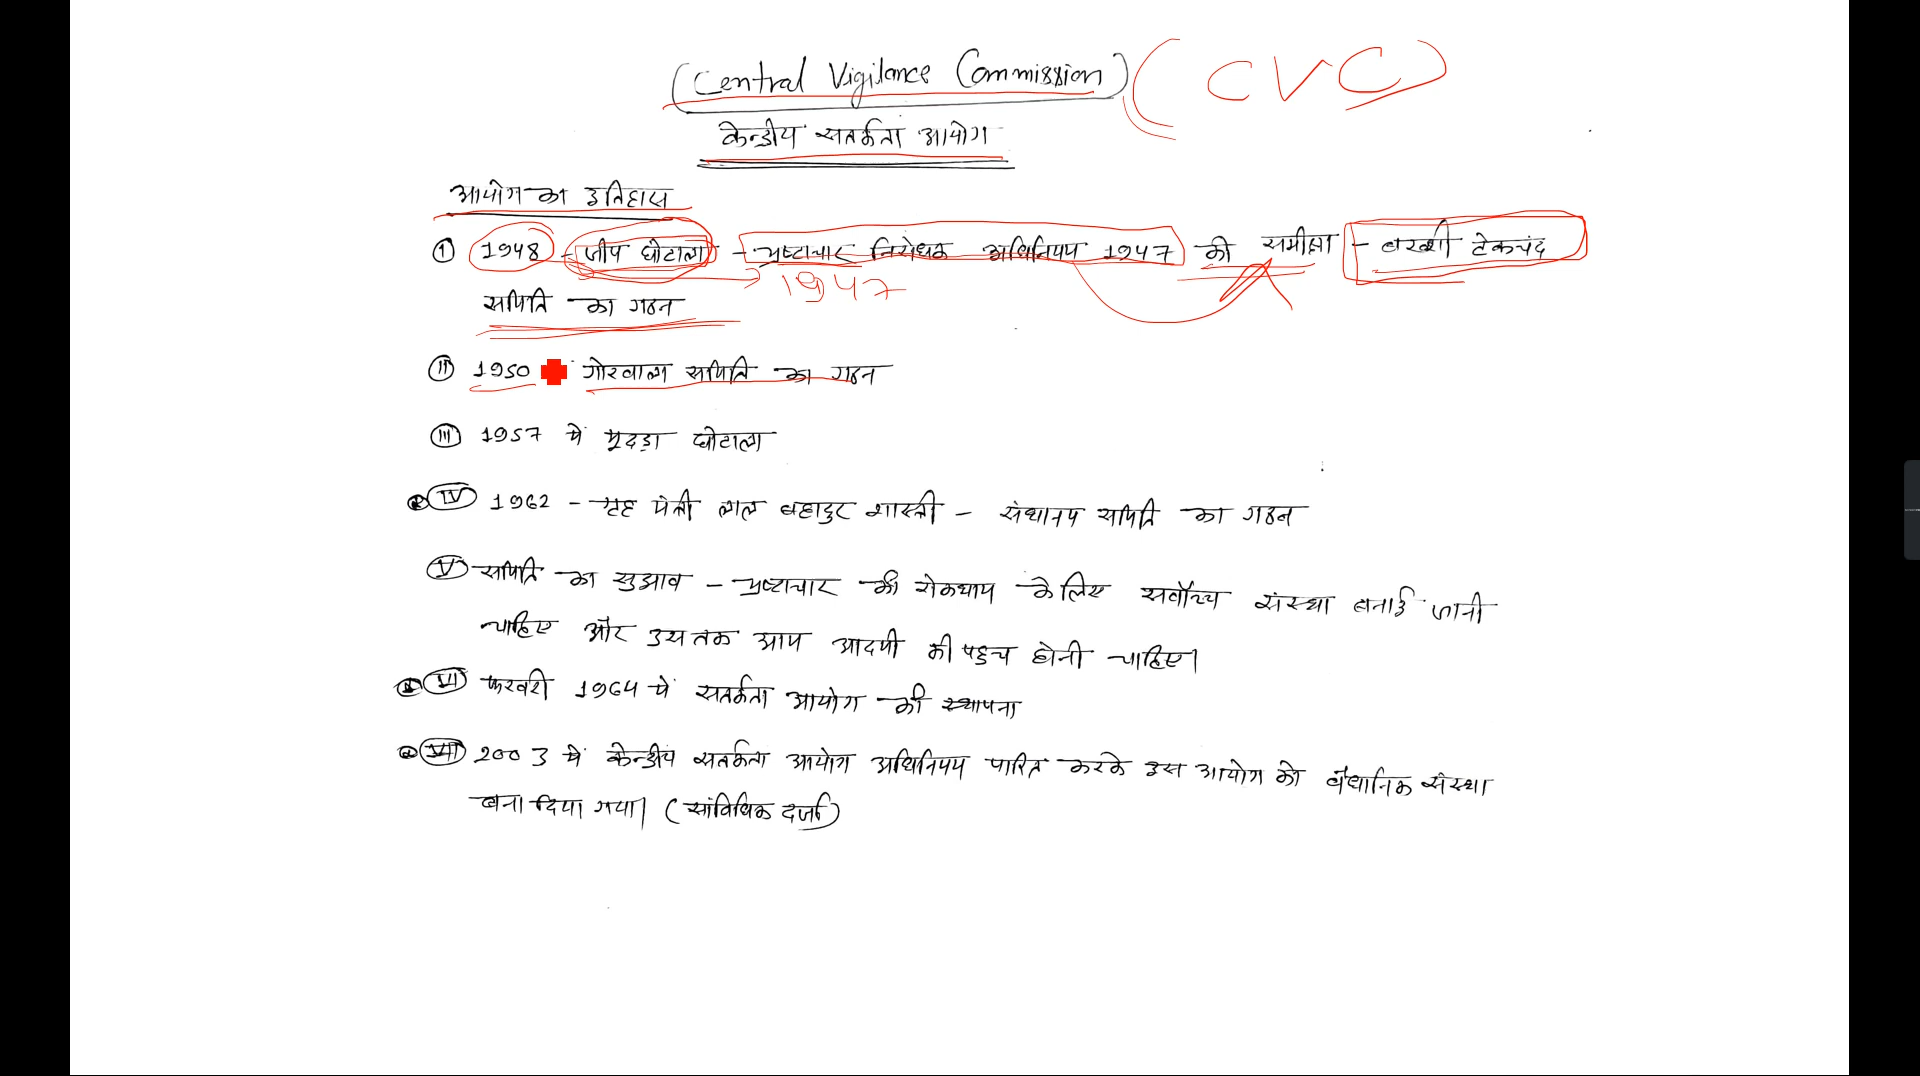 (Central Vigilance Commission) (CVC)
केन्द्रीय सतर्कता आयोग
आयोग का इतिहास
① 1948 - जीप घोटाला - भ्रष्टाचार निरोधक अधिनियम 1947 की समीक्षा - बख्शी टेकचंद
1947
समिति का गठन
Ⓘ 1950 गोरवाला समिति का गठन
III 1957 में मूदड़ा घोटाला
IV 1962 - गृह मंत्री लाल बहादुर शास्त्री - संथानम समिति का गठन
V समिति का सुझाव - भ्रष्टाचार की रोकथाम के लिए सर्वोच्च संस्था बनाई जानी
चाहिए और उस तक आम आदमी की पहुच होनी चाहिए।
VI फरवरी 1964 में सतर्कता आयोग की स्थापना
VII 2003 में केन्द्रीय सतर्कता आयोग अधिनियम पारित करके इस आयोग को वैधानिक संस्था
बना दिया गया। (सांविधिक दर्जा)